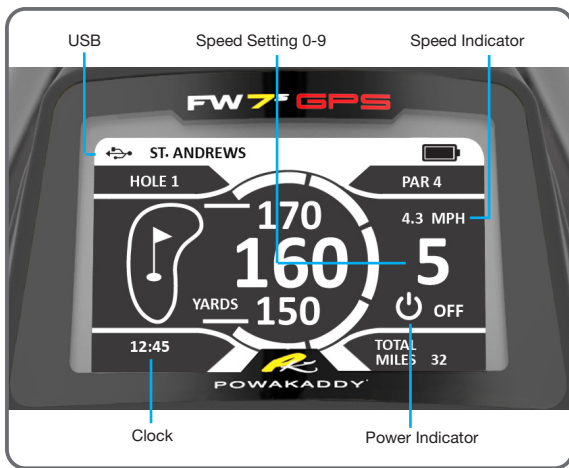 USB Speed Setting 0-9 Speed Indicator
FW7s GPS
ST. ANDREWS
HOLE 1 PAR 4
170 4.3 MPH
160 5
YARDS 150 OFF
12:45 TOTAL
MILES 32
POWAKADDY
Clock Power Indicator